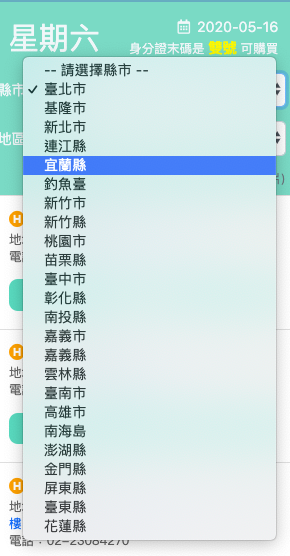 2020-05-16
星期六
身分證末碼是 雙號 可購買
縣市
-- 請選擇縣市 --
✓ 臺北市
基隆市
新北市
連江縣
宜蘭縣
釣魚臺
新竹市
新竹縣
桃園市
苗栗縣
臺中市
彰化縣
南投縣
嘉義市
嘉義縣
雲林縣
臺南市
高雄市
南海島
澎湖縣
金門縣
屏東縣
臺東縣
花蓮縣
地區
H
地
電
H
地
電
H
地
樓
電話：02-23084270